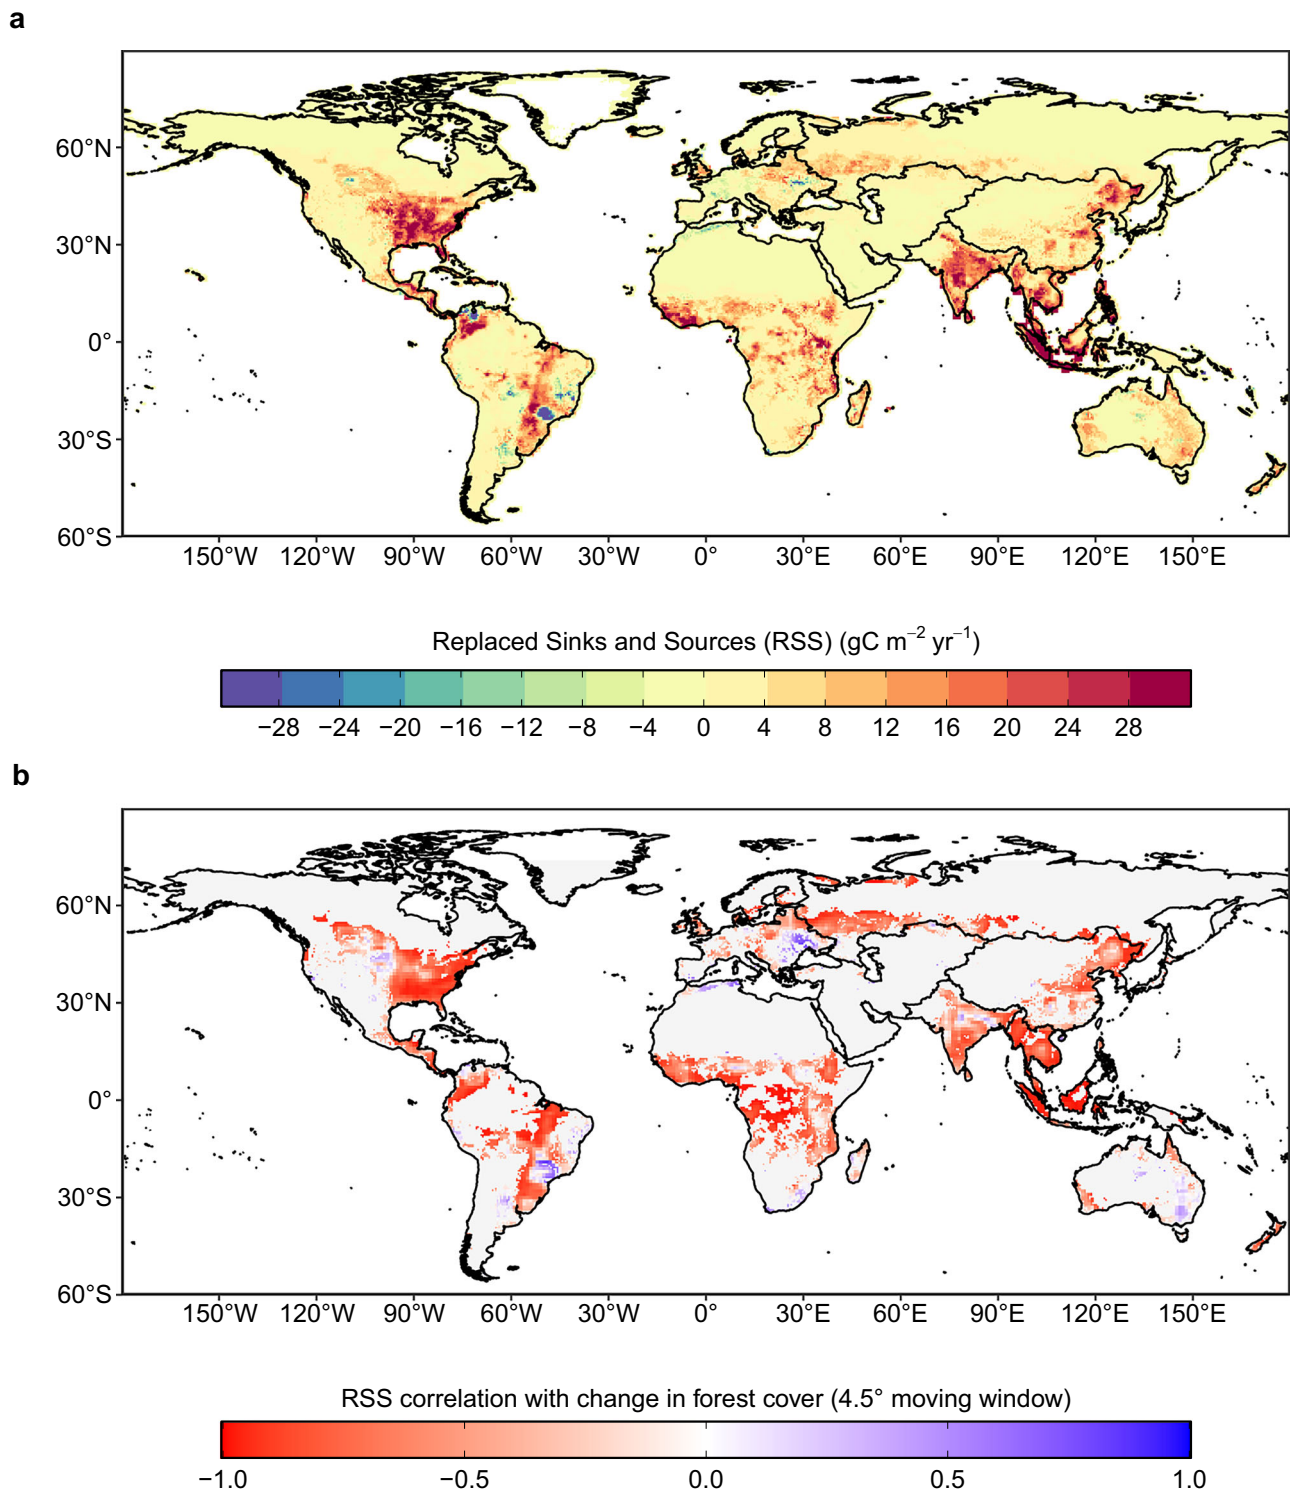 a
60°N
30°N
0°
30°S
60°S
150°W 120°W 90°W 60°W 30°W 0° 30°E 60°E 90°E 120°E 150°E
Replaced Sinks and Sources (RSS) (gC m⁻² yr⁻¹)
−28 −24 −20 −16 −12 −8 −4 0 4 8 12 16 20 24 28
b
60°N
30°N
0°
30°S
60°S
150°W 120°W 90°W 60°W 30°W 0° 30°E 60°E 90°E 120°E 150°E
RSS correlation with change in forest cover (4.5° moving window)
−1.0 −0.5 0.0 0.5 1.0